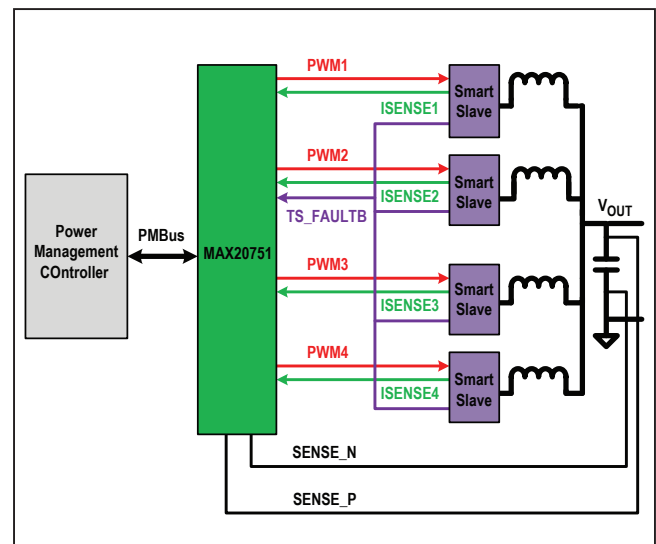 PWM1
Smart
Slave
ISENSE1
PWM2
Smart
Slave
ISENSE2
TS_FAULTB
VOUT
Power
Management
COntroller
PMBus
MAX20751
PWM3
Smart
Slave
ISENSE3
PWM4
Smart
Slave
ISENSE4
SENSE_N
SENSE_P